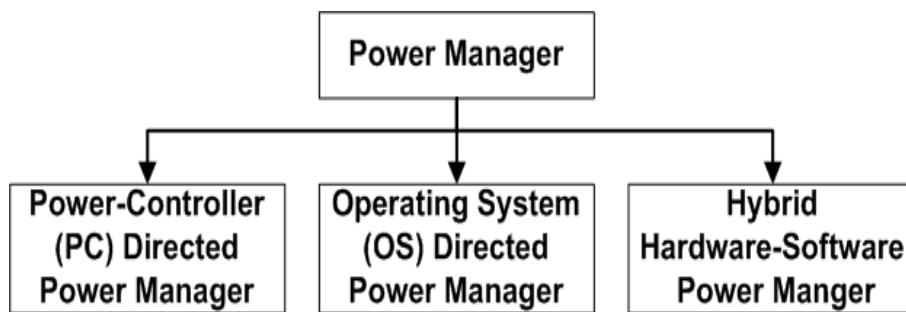 Power Manager
Power-Controller
(PC) Directed
Power Manager
Operating System
(OS) Directed
Power Manager
Hybrid
Hardware-Software
Power Manger